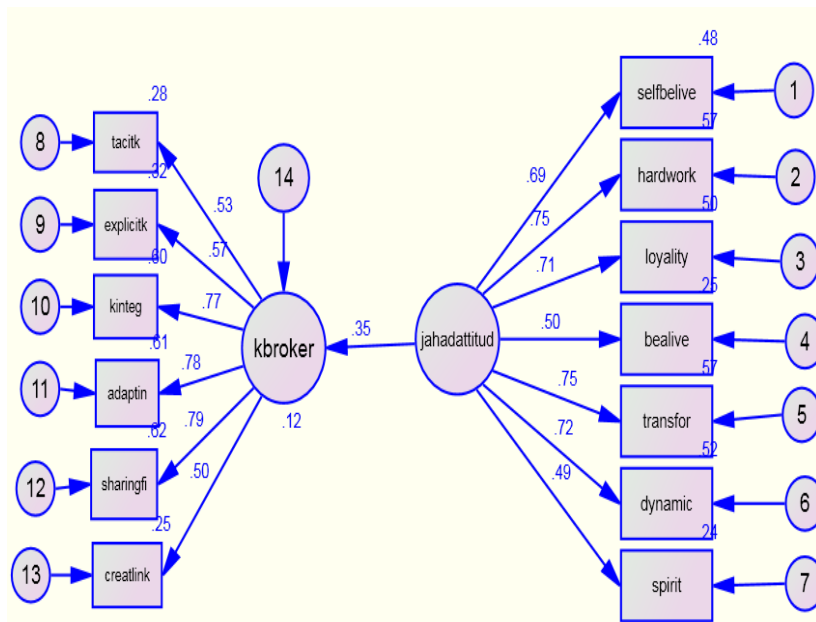 .48
selfbelive
1
.57
.28
8
tacitk
.32
14
.69
hardwork
2
.50
.53
9
explicitk
.60
.57
.75
loyality
3
.25
.71
10
kinteg
.61
.77
kbroker
.35
jahadattitud
.50
bealive
4
.57
11
adaptin
.62
.78
.12
.75
transfor
5
.52
.79
12
sharingfi
.25
.50
.72
dynamic
6
.24
.49
13
creatlink
spirit
7